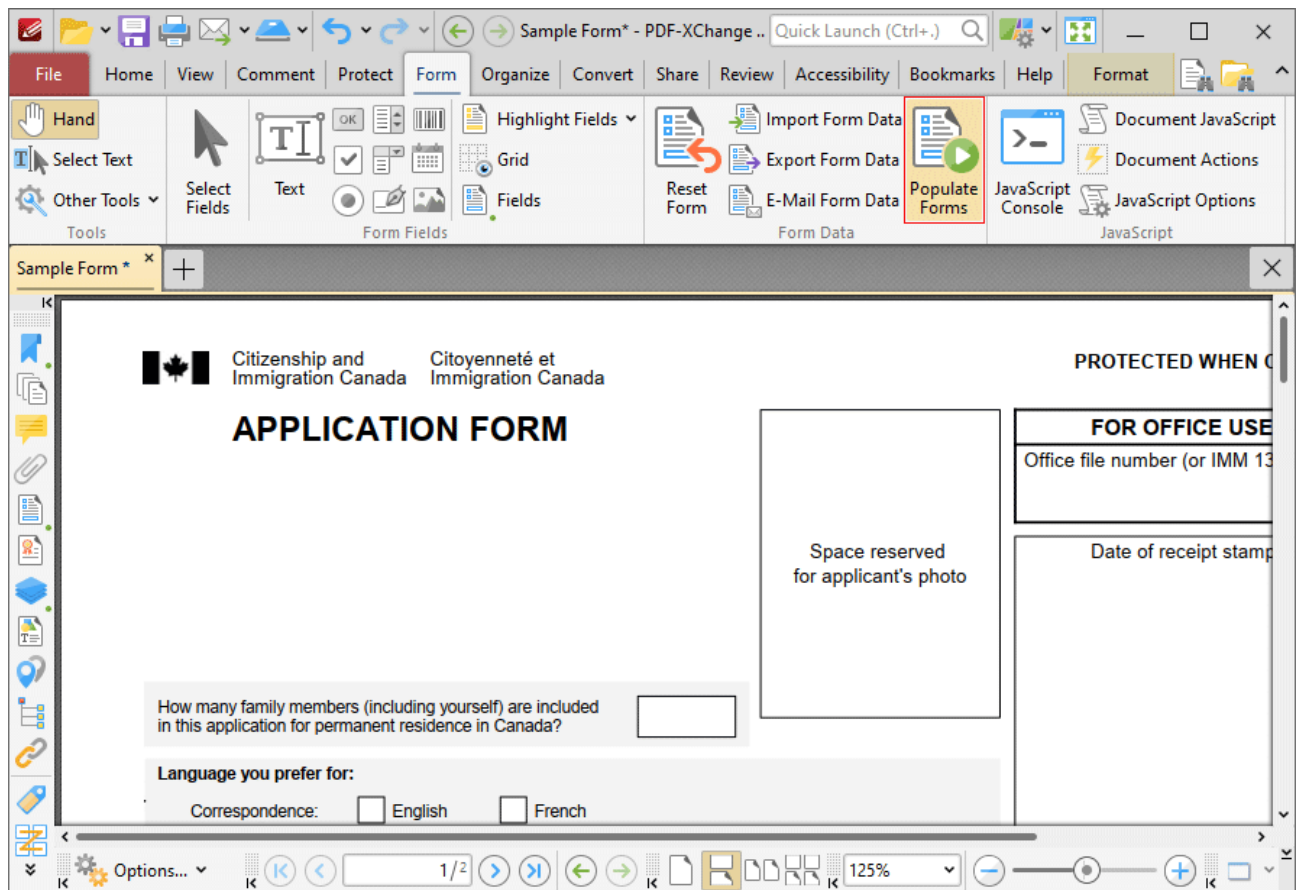 Sample Form* - PDF-XChange .. Quick Launch (Ctrl+.)
File Home View Comment Protect Form Organize Convert Share Review Accessibility Bookmarks Help Format
Hand
Select Text
Other Tools
Tools
Select
Fields
Text
OK
Highlight Fields
Grid
Fields
Form Fields
Reset
Form
Import Form Data
Export Form Data
E-Mail Form Data
Populate
Forms
Form Data
JavaScript
Console
Document JavaScript
Document Actions
JavaScript Options
JavaScript
Sample Form *
Citizenship and
Immigration Canada
Citoyenneté et
Immigration Canada
PROTECTED WHEN
APPLICATION FORM
FOR OFFICE USE
Office file number (or IMM 13
Space reserved
for applicant's photo
Date of receipt stamp
How many family members (including yourself) are included
in this application for permanent residence in Canada?
Language you prefer for:
Correspondence: English French
Options... 1/2 125%